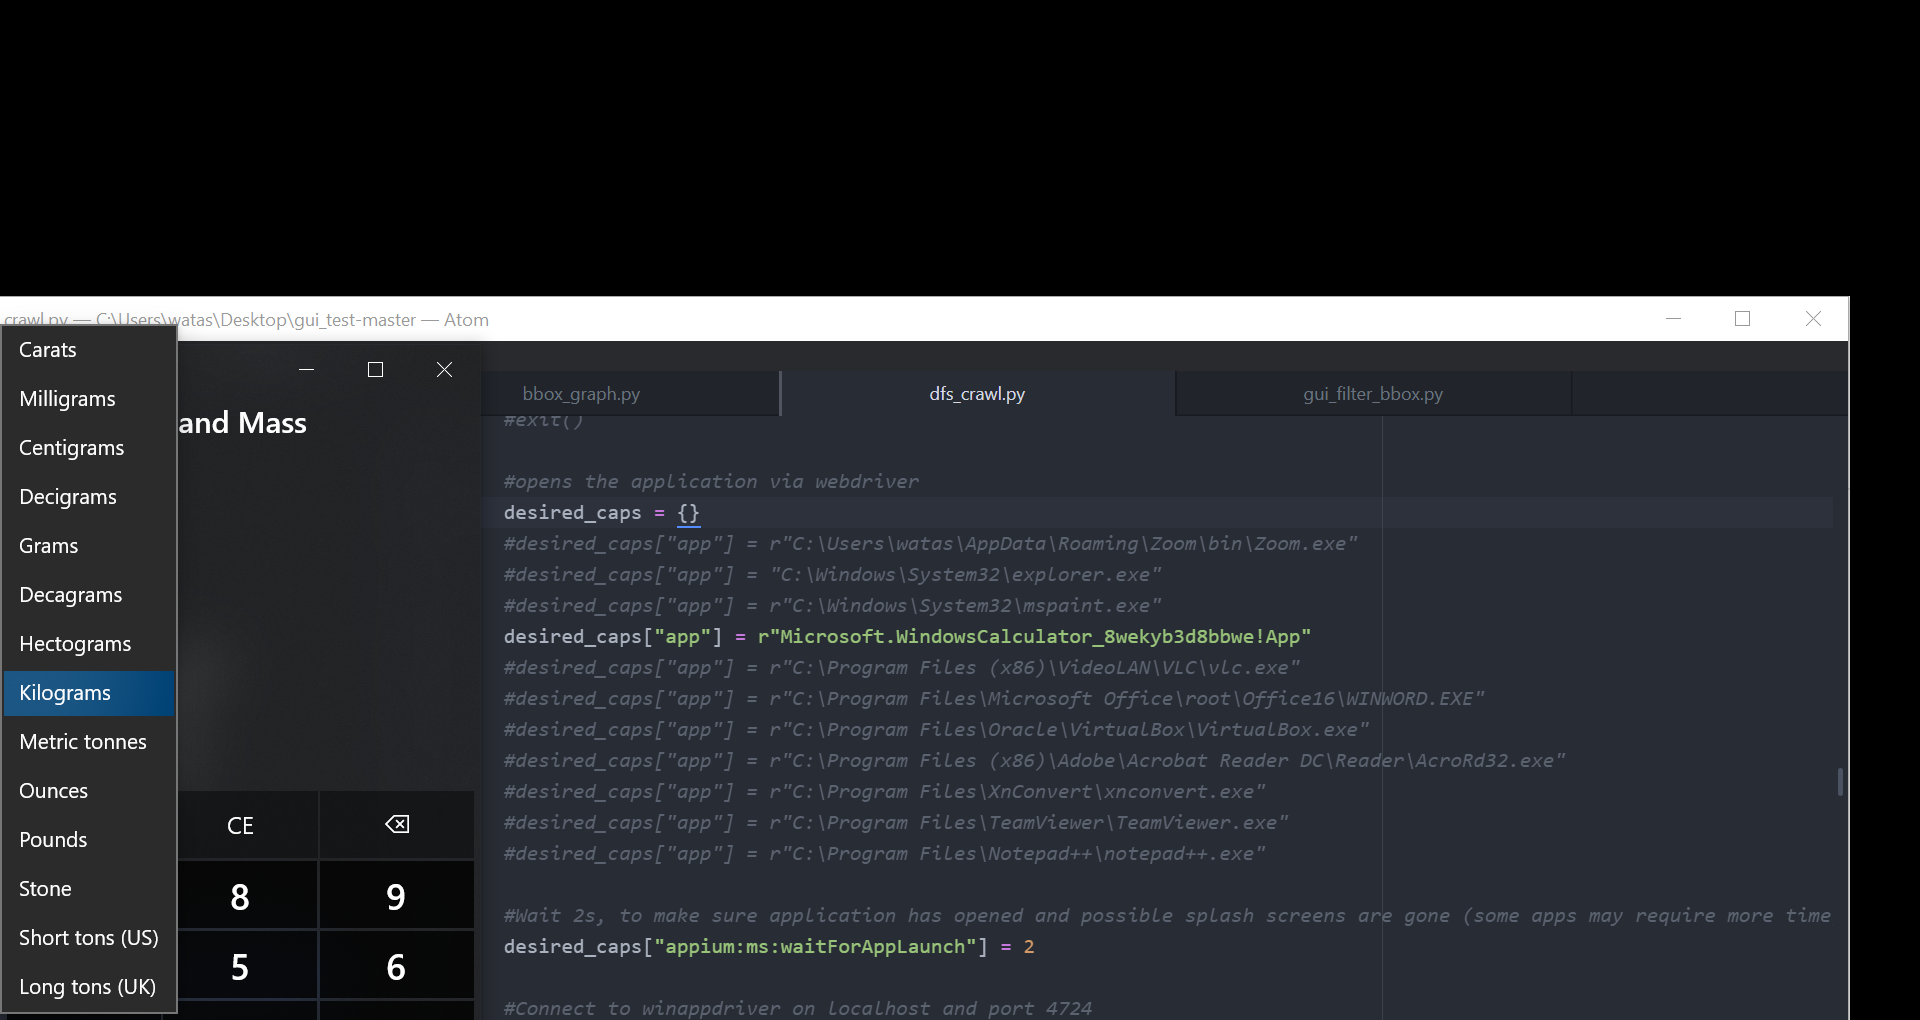 crawl.py — C:\Users\watas\Desktop\gui_test-master — Atom
Carats
Milligrams
Centigrams
Decigrams
Grams
Decagrams
Hectograms
Kilograms
Metric tonnes
Ounces
Pounds
Stone
Short tons (US)
Long tons (UK)
and Mass
CE
8 9
5 6
bbox_graph.py dfs_crawl.py gui_filter_bbox.py
#exit()
#opens the application via webdriver
desired_caps = {}
#desired_caps["app"] = r"C:\Users\watas\AppData\Roaming\Zoom\bin\Zoom.exe"
#desired_caps["app"] = "C:\Windows\System32\explorer.exe"
#desired_caps["app"] = r"C:\Windows\System32\mspaint.exe"
desired_caps["app"] = r"Microsoft.WindowsCalculator_8wekyb3d8bbwe!App"
#desired_caps["app"] = r"C:\Program Files (x86)\VideoLAN\VLC\vlc.exe"
#desired_caps["app"] = r"C:\Program Files\Microsoft Office\root\Office16\WINWORD.EXE"
#desired_caps["app"] = r"C:\Program Files\Oracle\VirtualBox\VirtualBox.exe"
#desired_caps["app"] = r"C:\Program Files (x86)\Adobe\Acrobat Reader DC\Reader\AcroRd32.exe"
#desired_caps["app"] = r"C:\Program Files\XnConvert\xnconvert.exe"
#desired_caps["app"] = r"C:\Program Files\TeamViewer\TeamViewer.exe"
#desired_caps["app"] = r"C:\Program Files\Notepad++\notepad++.exe"
#Wait 2s, to make sure application has opened and possible splash screens are gone (some apps may require more time
desired_caps["appium:ms:waitForAppLaunch"] = 2
#Connect to winappdriver on localhost and port 4724